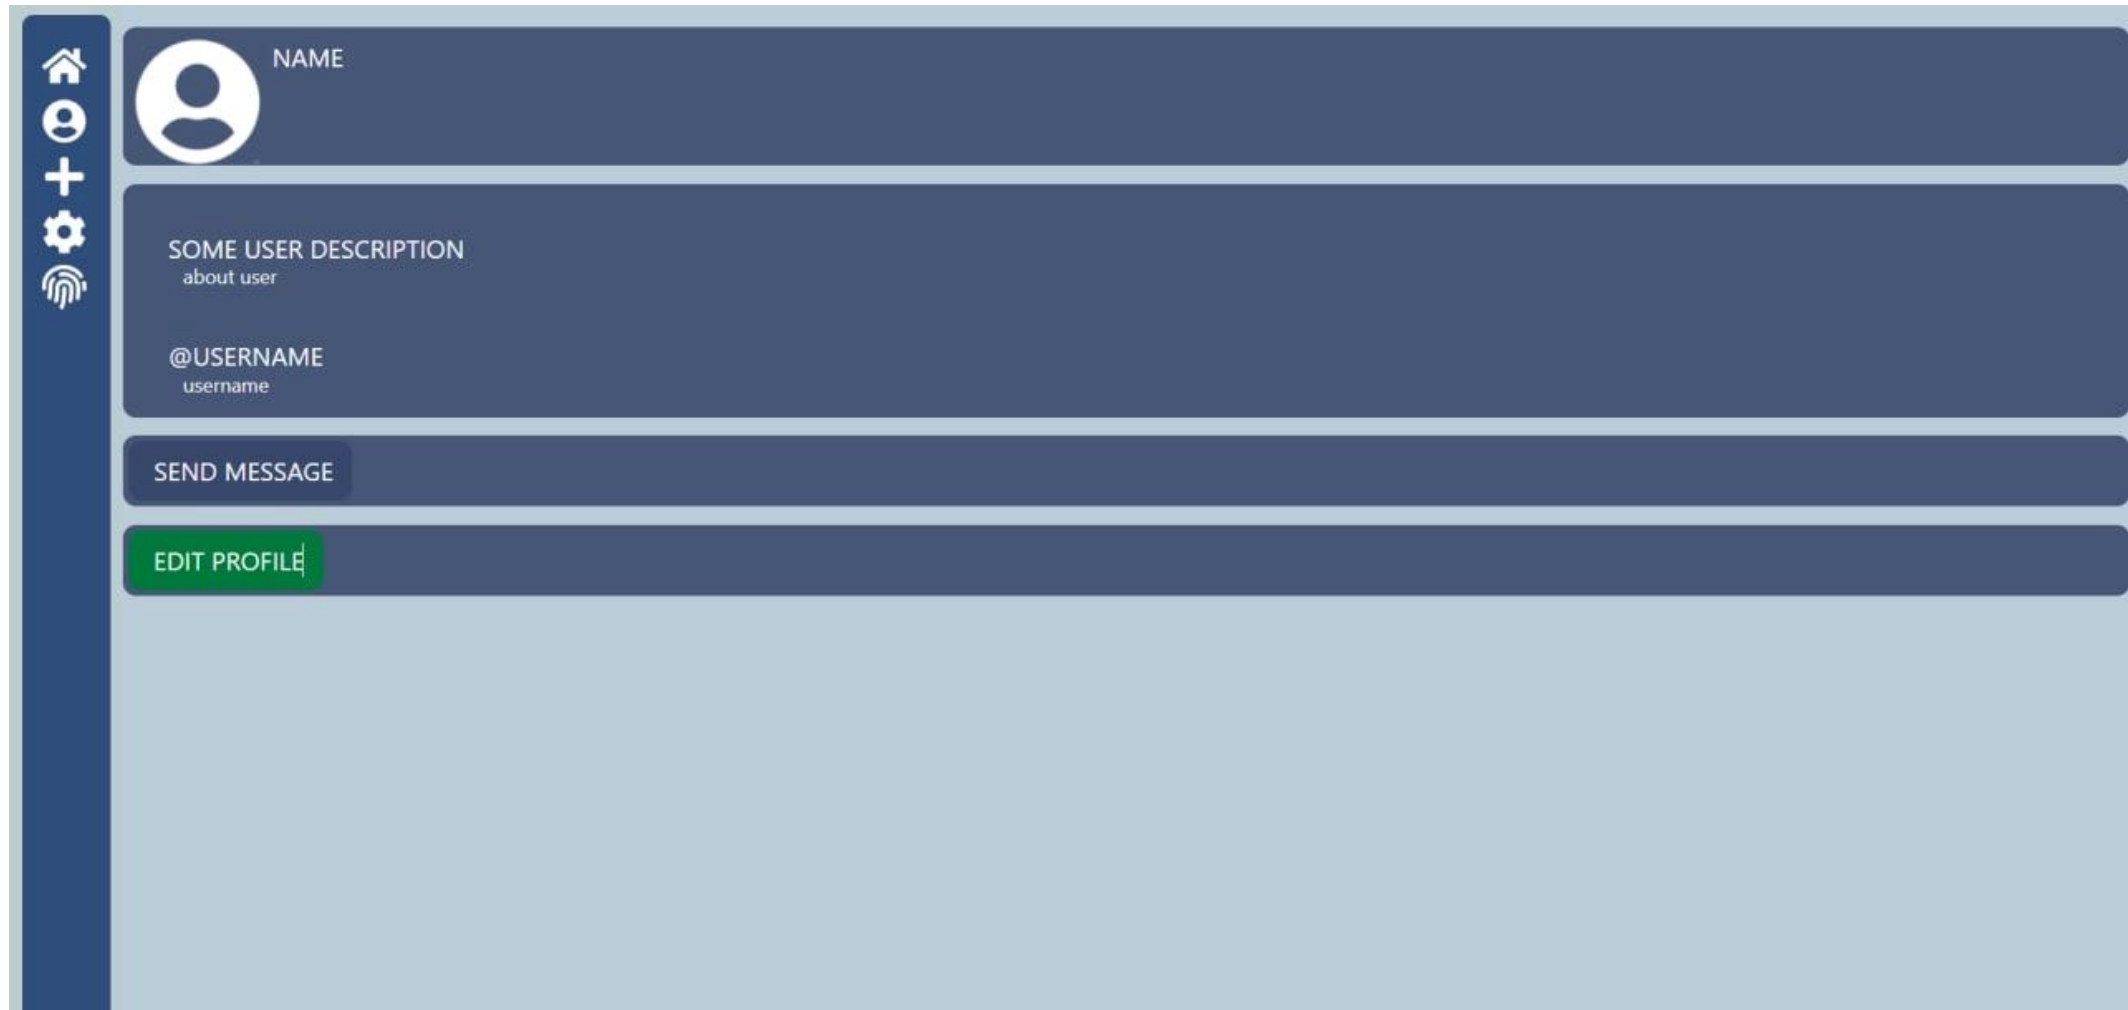 NAME
SOME USER DESCRIPTION
about user
@USERNAME
username
SEND MESSAGE
EDIT PROFILE